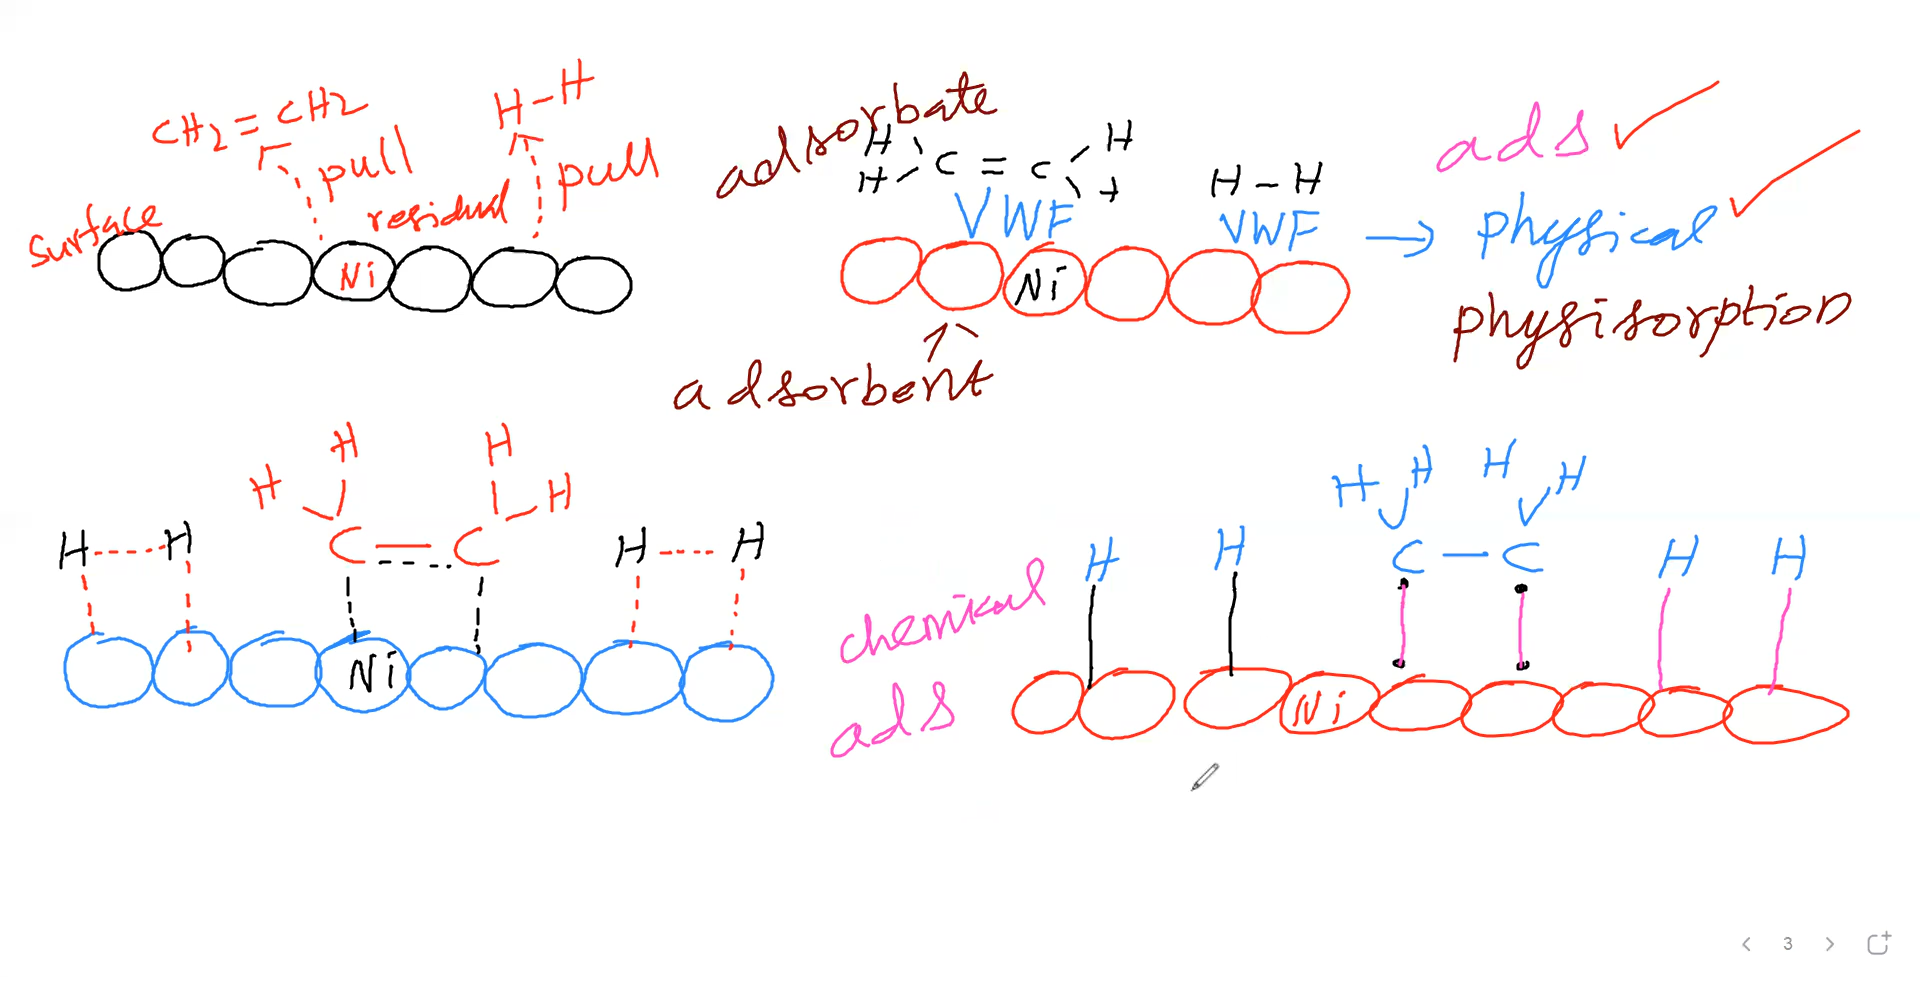 CH2=CH2
H-H
pull
pull
residual
surface
Ni
adsorbate
H H
H C = C H
VWF
H-H
VWF
Ni
adsorbent
ads
→ physical
physisorption
H H
H H
H H C C H H
Ni
chemical
ads
H H H H
H H C - C H H
Ni
3